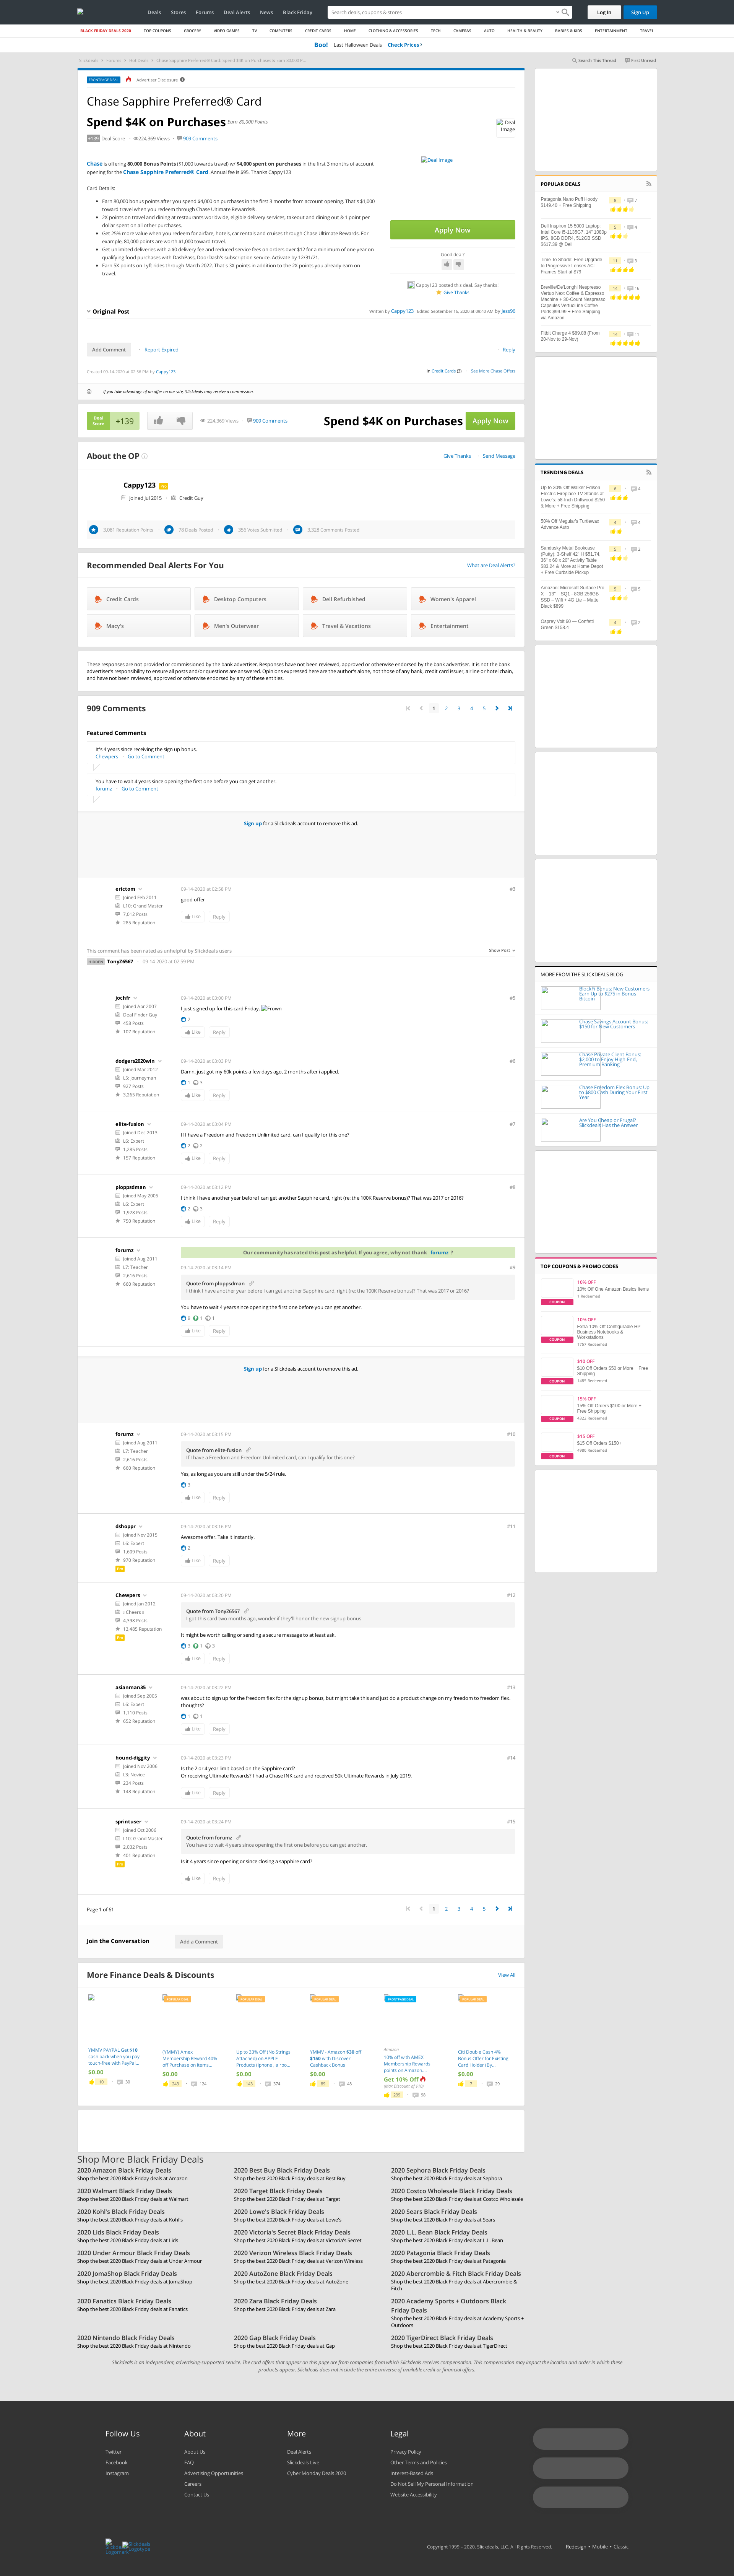 Deals Stores Forums Deal Alerts News Black Friday
Search deals, coupons & stores
Log In
Sign Up
BLACK FRIDAY DEALS 2020 TOP COUPONS GROCERY VIDEO GAMES TV COMPUTERS CREDIT CARDS HOME CLOTHING & ACCESSORIES TECH CAMERAS AUTO HEALTH & BEAUTY BABIES & KIDS ENTERTAINMENT TRAVEL
Boo! Last Halloween Deals Check Prices ›
Slickdeals > Forums > Hot Deals > Chase Sapphire Preferred® Card: Spend $4K on Purchases & Earn 80,000 P...
Search This Thread
First Unread
FRONTPAGE DEAL
Advertiser Disclosure
Chase Sapphire Preferred® Card
Spend $4K on Purchases Earn 80,000 Points
+139 Deal Score 224,369 Views 909 Comments
Deal Image
Chase is offering 80,000 Bonus Points ($1,000 towards travel) w/ $4,000 spent on purchases in the first 3 months of account opening for the Chase Sapphire Preferred® Card. Annual fee is $95. Thanks Cappy123
Deal Image
Apply Now
Good deal?
Cappy123 posted this deal. Say thanks!
Give Thanks
Card Details:
Earn 80,000 bonus points after you spend $4,000 on purchases in the first 3 months from account opening. That's $1,000 toward travel when you redeem through Chase Ultimate Rewards®.
2X points on travel and dining at restaurants worldwide, eligible delivery services, takeout and dining out & 1 point per dollar spent on all other purchases.
Get 25% more value when you redeem for airfare, hotels, car rentals and cruises through Chase Ultimate Rewards. For example, 80,000 points are worth $1,000 toward travel.
Get unlimited deliveries with a $0 delivery fee and reduced service fees on orders over $12 for a minimum of one year on qualifying food purchases with DashPass, DoorDash's subscription service. Activate by 12/31/21.
Earn 5X points on Lyft rides through March 2022. That's 3X points in addition to the 2X points you already earn on travel.
Original Post
Written by Cappy123 Edited September 16, 2020 at 09:40 AM by Jess96
Add Comment
Report Expired
Reply
Created 09-14-2020 at 02:56 PM by Cappy123
Credit Cards (3) See More Chase Offers
If you take advantage of an offer on our site, Slickdeals may receive a commission.
Deal Score +139
224,369 Views 909 Comments
Spend $4K on Purchases
Apply Now
About the OP
Give Thanks Send Message
Cappy123 Pro
Joined Jul 2015 Credit Guy
3,081 Reputation Points 78 Deals Posted 356 Votes Submitted 2,328 Comments Posted
Recommended Deal Alerts For You
What are Deal Alerts?
Credit Cards
Desktop Computers
Dell Refurbished
Women's Apparel
Macy's
Men's Outerwear
Travel & Vacations
Entertainment
These responses are not provided or commissioned by the bank advertiser. Responses have not been reviewed, approved or otherwise endorsed by the bank advertiser. It is not the bank advertiser's responsibility to ensure all posts and/or questions are answered. Opinions expressed here are the author's alone, not those of any bank, credit card issuer, airline or hotel chain, and have not been reviewed, approved or otherwise endorsed by any of these entities.
909 Comments
1 2 3 4 5
Featured Comments
It's 4 years since receiving the sign up bonus.
Chewpers Go to Comment
You have to wait 4 years since opening the first one before you can get another.
forumz Go to Comment
Sign up for a Slickdeals account to remove this ad.
erictom
Joined Feb 2011
L10: Grand Master
7,012 Posts
285 Reputation
09-14-2020 at 02:58 PM
#3
good offer
Like Reply
This comment has been rated as unhelpful by Slickdeals users
Show Post
TonyZ6567 09-14-2020 at 02:59 PM
jochfr
Joined Apr 2007
Devl Finder Guy
458 Posts
107 Reputation
09-14-2020 at 03:00 PM
#5
I just signed up for this card Friday. Frown
2
Like Reply
dodgers2020win
Joined Mar 2012
L5: Journeyman
927 Posts
3,283 Reputation
09-14-2020 at 03:03 PM
#6
Damn, just got my 60k points a few days ago, 2 months after i applied.
1 3
Like Reply
elite-fusion
Joined Dec 2013
L6: Expert
1,285 Posts
157 Reputation
09-14-2020 at 03:04 PM
#7
If I have a Freedom and Freedom Unlimited card, can I qualify for this one?
2 2
Like Reply
ploppsdman
Joined May 2005
L6: Expert
1,928 Posts
750 Reputation
09-14-2020 at 03:12 PM
#8
I think I have another year before I can get another Sapphire card, right (re: the 100K Reserve bonus)? That was 2017 or 2016?
2 3
Like Reply
forumz
Joined Aug 2011
L7: Teacher
2,616 Posts
660 Reputation
Our community has rated this post as helpful. If you agree, why not thank forumz ?
09-14-2020 at 03:14 PM
#9
Quote from ploppsdman
I think I have another year before I can get another Sapphire card, right (re: the 100K Reserve bonus)? That was 2017 or 2016?
You have to wait 4 years since opening the first one before you can get another.
9 1 1
Like Reply
Sign up for a Slickdeals account to remove this ad.
forumz
Joined Aug 2011
L7: Teacher
2,616 Posts
660 Reputation
09-14-2020 at 03:15 PM
#10
Quote from elite-fusion
If I have a Freedom and Freedom Unlimited card, can I qualify for this one?
Yes, as long as you are still under the 5/24 rule.
3
Like Reply
dshoppr
Joined Nov 2015
L6: Expert
1,609 Posts
978 Reputation
Pro
09-14-2020 at 03:16 PM
#11
Awesome offer. Take it instantly..
2
Like Reply
Chewpers
Joined Jan 2012
! Cheers !
4,398 Posts
13,485 Reputation
Pro
09-14-2020 at 03:20 PM
#12
Quote from TonyZ6567
I got this card two months ago, wonder if they'll honor the new signup bonus
It might be worth calling or sending a secure message to at least ask.
3 1 3
Like Reply
asianman35
Joined Sep 2005
L6: Expert
1,110 Posts
652 Reputation
09-14-2020 at 03:22 PM
#13
was about to sign up for the freedom flex for the signup bonus, but might take this and just do a product change on my freedom to freedom flex. thoughts?
1 1
Like Reply
hound-diggity
Joined Nov 2006
L3: Novice
234 Posts
148 Reputation
09-14-2020 at 03:23 PM
#14
Is the 2 or 4 year limit based on the Sapphire card?
Or receiving Ultimate Rewards? I had a Chase INK card and received 50k Ultimate Rewards in July 2019.
Like Reply
sprintuser
Joined Oct 2006
L10: Grand Master
2,032 Posts
401 Reputation
Pro
09-14-2020 at 03:24 PM
#15
Quote from forumz
You have to wait 4 years since opening the first one before you can get another.
Is it 4 years since opening or since closing a sapphire card?
Like Reply
Page 1 of 61
1 2 3 4 5
Join the Conversation
Add a Comment
More Finance Deals & Discounts
View All
YMMV PAYPAL Get $10 cash back when you pay touch-free with PayPal...
$0.00
55 30
(YMMV) Amex Membership Reward 40% off Purchase on Items...
$0.00
243 124
Up to 33% Off (No Strings Attached) on APPLE Products (iphone , airpo...
$0.00
143 374
YMMV - Amazon $30 off $150 with Discover Cashback Bonus
$0.00
89 48
FRONTPAGE DEAL
Amazon
10% off with AMEX Membership Rewards points on Amazon,...
Get 10% Off
(Max Discount of $10)
299 98
Citi Double Cash 4% Bonus Offer for Existing Card Holder (By...
$0.00
7 29
Shop More Black Friday Deals
2020 Amazon Black Friday Deals
Shop the best 2020 Black Friday deals at Amazon
2020 Best Buy Black Friday Deals
Shop the best 2020 Black Friday deals at Best Buy
2020 Sephora Black Friday Deals
Shop the best 2020 Black Friday deals at Sephora
2020 Walmart Black Friday Deals
Shop the best 2020 Black Friday deals at Walmart
2020 Target Black Friday Deals
Shop the best 2020 Black Friday deals at Target
2020 Costco Wholesale Black Friday Deals
Shop the best 2020 Black Friday deals at Costco Wholesale
2020 Kohl's Black Friday Deals
Shop the best 2020 Black Friday deals at Kohl's
2020 Lowe's Black Friday Deals
Shop the best 2020 Black Friday deals at Lowe's
2020 Sears Black Friday Deals
Shop the best 2020 Black Friday deals at Sears
2020 Lids Black Friday Deals
Shop the best 2020 Black Friday deals at Lids
2020 Victoria's Secret Black Friday Deals
Shop the best 2020 Black Friday deals at Victoria's Secret
2020 L.L. Bean Black Friday Deals
Shop the best 2020 Black Friday deals at L.L. Bean
2020 Under Armour Black Friday Deals
Shop the best 2020 Black Friday deals at Under Armour
2020 Verizon Wireless Black Friday Deals
Shop the best 2020 Black Friday deals at Verizon Wireless
2020 Patagonia Black Friday Deals
Shop the best 2020 Black Friday deals at Patagonia
2020 JomaShop Black Friday Deals
Shop the best 2020 Black Friday deals at JomaShop
2020 AutoZone Black Friday Deals
Shop the best 2020 Black Friday deals at AutoZone
2020 Abercrombie & Fitch Black Friday Deals
Shop the best 2020 Black Friday deals at Abercrombie & Fitch
2020 Fanatics Black Friday Deals
Shop the best 2020 Black Friday deals at Fanatics
2020 Zara Black Friday Deals
Shop the best 2020 Black Friday deals at Zara
2020 Academy Sports + Outdoors Black Friday Deals
Shop the best 2020 Black Friday deals at Academy Sports + Outdoors
2020 Nintendo Black Friday Deals
Shop the best 2020 Black Friday deals at Nintendo
2020 Gap Black Friday Deals
Shop the best 2020 Black Friday deals at Gap
2020 TigerDirect Black Friday Deals
Shop the best 2020 Black Friday deals at TigerDirect
Slickdeals is an independent, advertising-supported service. The card offers that appear on this page are from companies from which Slickdeals receives compensation. This compensation may impact the location and order in which these products appear. Slickdeals does not include the entire universe of available credit or financial offers.
POPULAR DEALS
Patagonia Nano Puff Hoody $149.40 + Free Shipping
8 7
Dell Inspiron 15 5000 Laptop: Intel Core i5-1135G7, 14" 1080p IPS, 8GB DDR4, 512GB SSD $617.39 @ Dell
5 4
Time To Shade: Free Upgrade to Progressive Lenses AC Frames Start at $79
11 3
Breville/De'Longhi Nespresso Vertuo Next Coffee & Espresso Machine + 30-Count Nespresso Capsules VertuoLine Coffee Pods $99.99 + Free Shipping via Amazon
14 16
Fitbit Charge 4 $99.98 (From 20-Nov to 29-Nov)
14 11
TRENDING DEALS
Up to 30% Off Walker Edison Electric Fireplace TV Stands at Lowe's: 58-Inch Driftwood $250 & More + Free Shipping
6 4
50% Off Meguiar's Turtlewax Advance Auto
4 4
Sandusky Metal Bookcase (Putty): 3-Shelf 42" H $51.74, 36" x 60 x 20" Activity Table $63.24 & More at Home Depot + Free Curbside Pickup
5 2
Amazon: Microsoft Surface Pro X – 13" – SQ1 - 8GB 256GB SSD – Wifi + 4G Lte – Matte Black $899
5 5
Osprey Volt 60 — Conifer Green $158.4
4 2
MORE FROM THE SLICKDEALS BLOG
BlockFi Bonus: New Customers Earn Up to $275 in Bonus Bitcoin
Chase Savings Account Bonus: $150 for New Customers
Chase Private Client Bonus: $2,000 to Enjoy High-End, Premium Banking
Chase Freedom Flex Bonus: Up to $800 Cash During Your First Year
Are You Cheap or Frugal? Slickdeals Has the Answer
TOP COUPONS & PROMO CODES
10% OFF
10% Off One Amazon Basics Items
1 Redeemed
COUPON
10% OFF
Extra 10% Off Configurable HP Business Notebooks & Workstations
1757 Redeemed
COUPON
$10 OFF
$10 Off Orders $50 or More + Free Shipping
1385 Redeemed
COUPON
15% OFF
15% Off Orders $100 or More + Free Shipping
4222 Redeemed
COUPON
$15 OFF
$15 Off Orders $150+
4980 Redeemed
COUPON
Follow Us
Twitter
Facebook
Instagram
About
About Us
FAQ
Advertising Opportunities
Careers
Contact Us
More
Deal Alerts
Slickdeals Live
Cyber Monday Deals 2020
Legal
Privacy Policy
Other Terms and Policies
Interest-Based Ads
Do Not Sell My Personal Information
Website Accessibility
Slickdeals Logomark
Slickdeals Logotype
Copyright 1999 - 2020. Slickdeals, LLC. All Rights Reserved. Redesign • Mobile • Classic